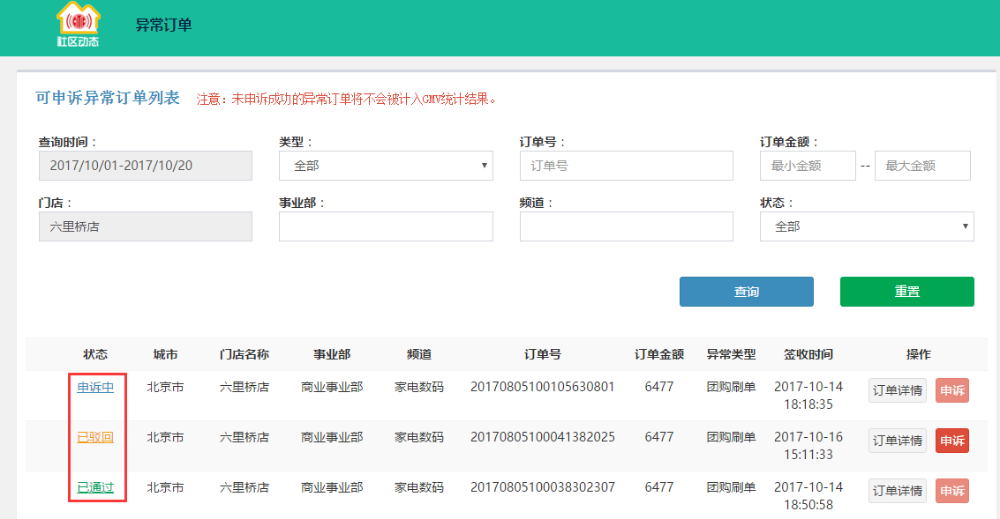 社区动态
异常订单
可申诉异常订单列表 注意：未申诉成功的异常订单将不会被计入GMV统计结果。
查询时间： 类型： 订单号： 订单金额：
2017/10/01-2017/10/20 全部 订单号 最小金额 -- 最大金额
门店： 事业部： 频道： 状态：
六里桥店 全部
查询 重置
状态 城市 门店名称 事业部 频道 订单号 订单金额 异常类型 签收时间 操作
申诉中 北京市 六里桥店 商业事业部 家电数码 20170805100105630801 6477 团购刷单 2017-10-14 订单详情 申诉
18:18:35
已驳回 北京市 六里桥店 商业事业部 家电数码 20170805100041382025 6477 团购刷单 2017-10-16 订单详情 申诉
15:11:33
已通过 北京市 六里桥店 商业事业部 家电数码 20170805100038302307 6477 团购刷单 2017-10-14 订单详情 申诉
18:50:58